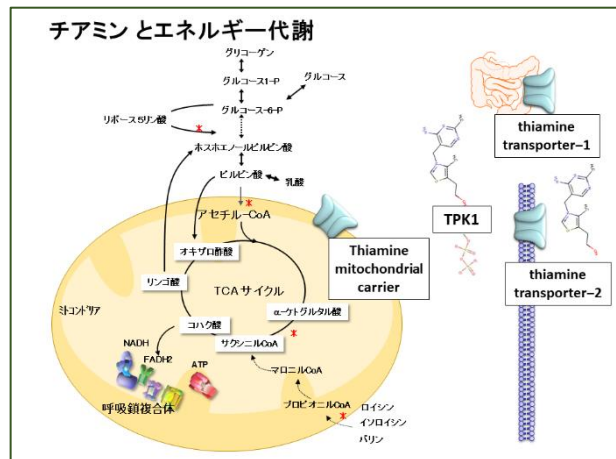 チアミン とエネルギー代謝
グリコーゲン
グルコース1-P
グルコース
グルコース-6-P
リボース5リン酸
ホスホエノールピルビン酸
ピルビン酸
乳酸
アセチル-CoA
オキザロ酢酸
リンゴ酸
TCAサイクル
α-ケトグルタル酸
ミトコンドリア
コハク酸
サクシニルCoA
NADH
FADH2
ATP
マロニルCoA
呼吸鎖複合体
プロピオニルCoA
ロイシン
イソロイシン
バリン
Thiamine
mitochondrial
carrier
thiamine
transporter-1
TPK1
thiamine
transporter-2